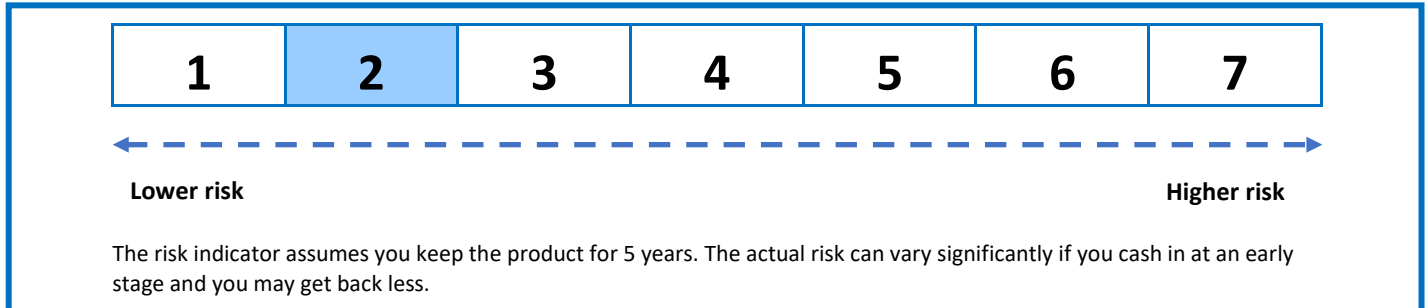 1 2 3 4 5 6 7
Lower risk Higher risk
The risk indicator assumes you keep the product for 5 years. The actual risk can vary significantly if you cash in at an early
stage and you may get back less.